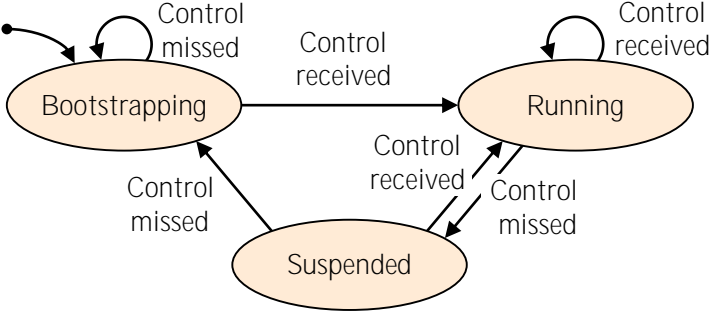 Control
missed
Control
received
Control
received
Bootstrapping
Running
Control
received
Control
missed
Control
missed
Suspended